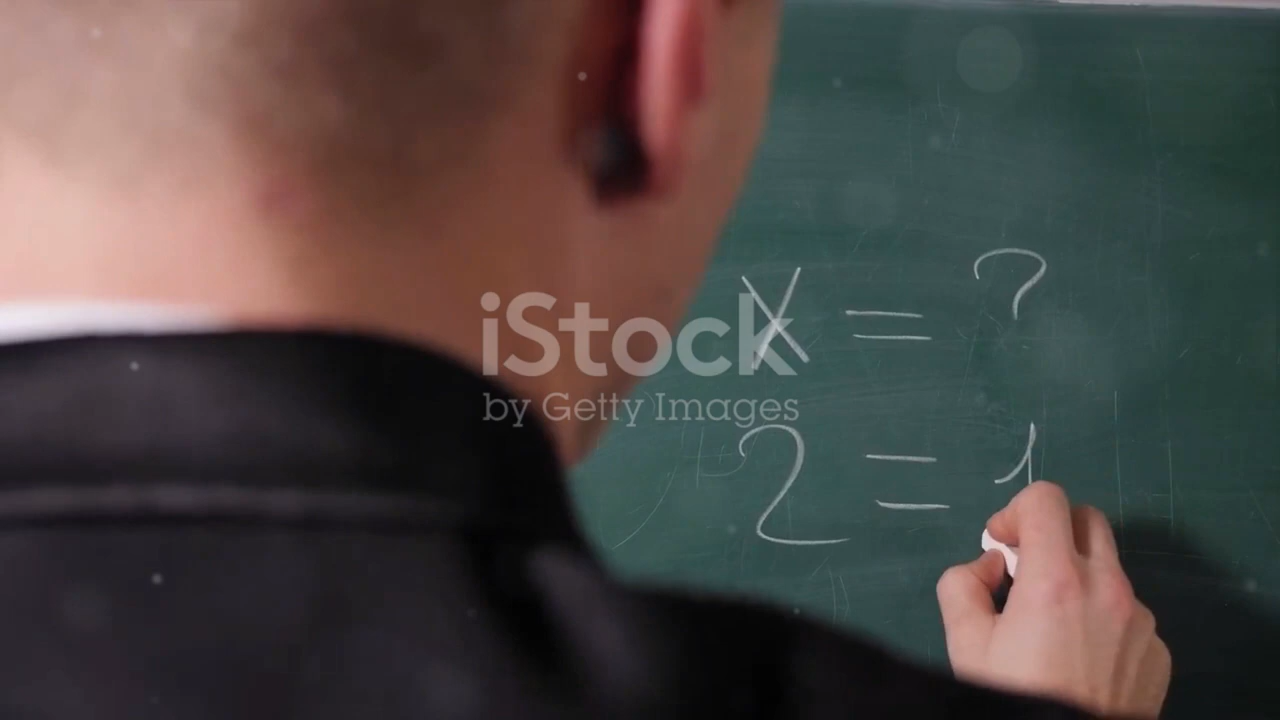 x = ?
2 = 1
iStock
by Getty Images